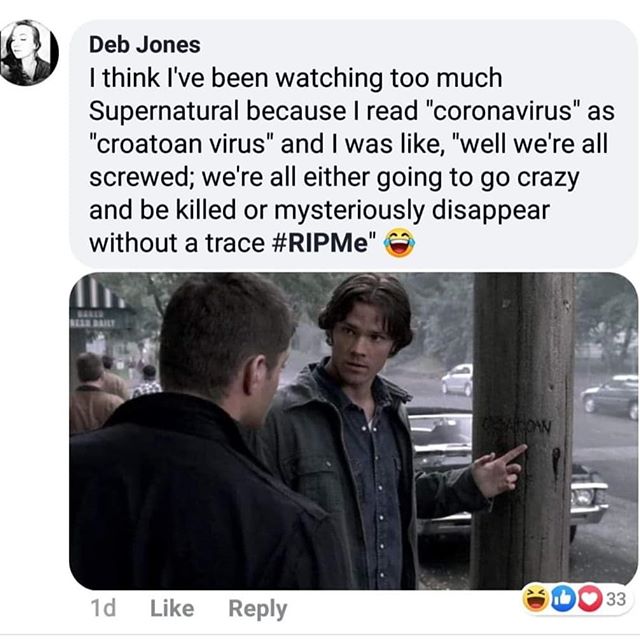 Deb Jones
I think I've been watching too much
Supernatural because I read "coronavirus" as
"croatoan virus" and I was like, "well we're all
screwed; we're all either going to go crazy
and be killed or mysteriously disappear
without a trace #RIPMe" 😂
BAKED
DAILY
CROATOAN
1d Like Reply
33